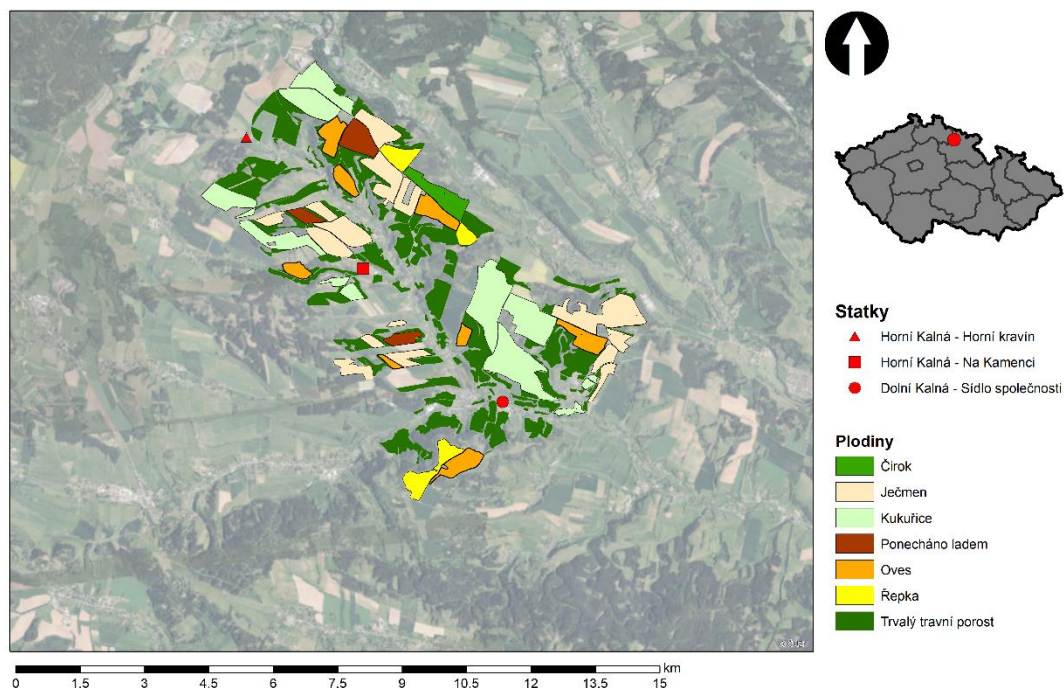 Statky
Horní Kalná - Horní kravín
Horní Kalná - Na Kamenci
Dolní Kalná - Sídlo společnosti
Plodiny
Čirok
Ječmen
Kukuřice
Ponecháno ladem
Oves
Řepka
Trvalý travní porost
km
0 1.5 3 4.5 6 7.5 9 10.5 12 13.5 15